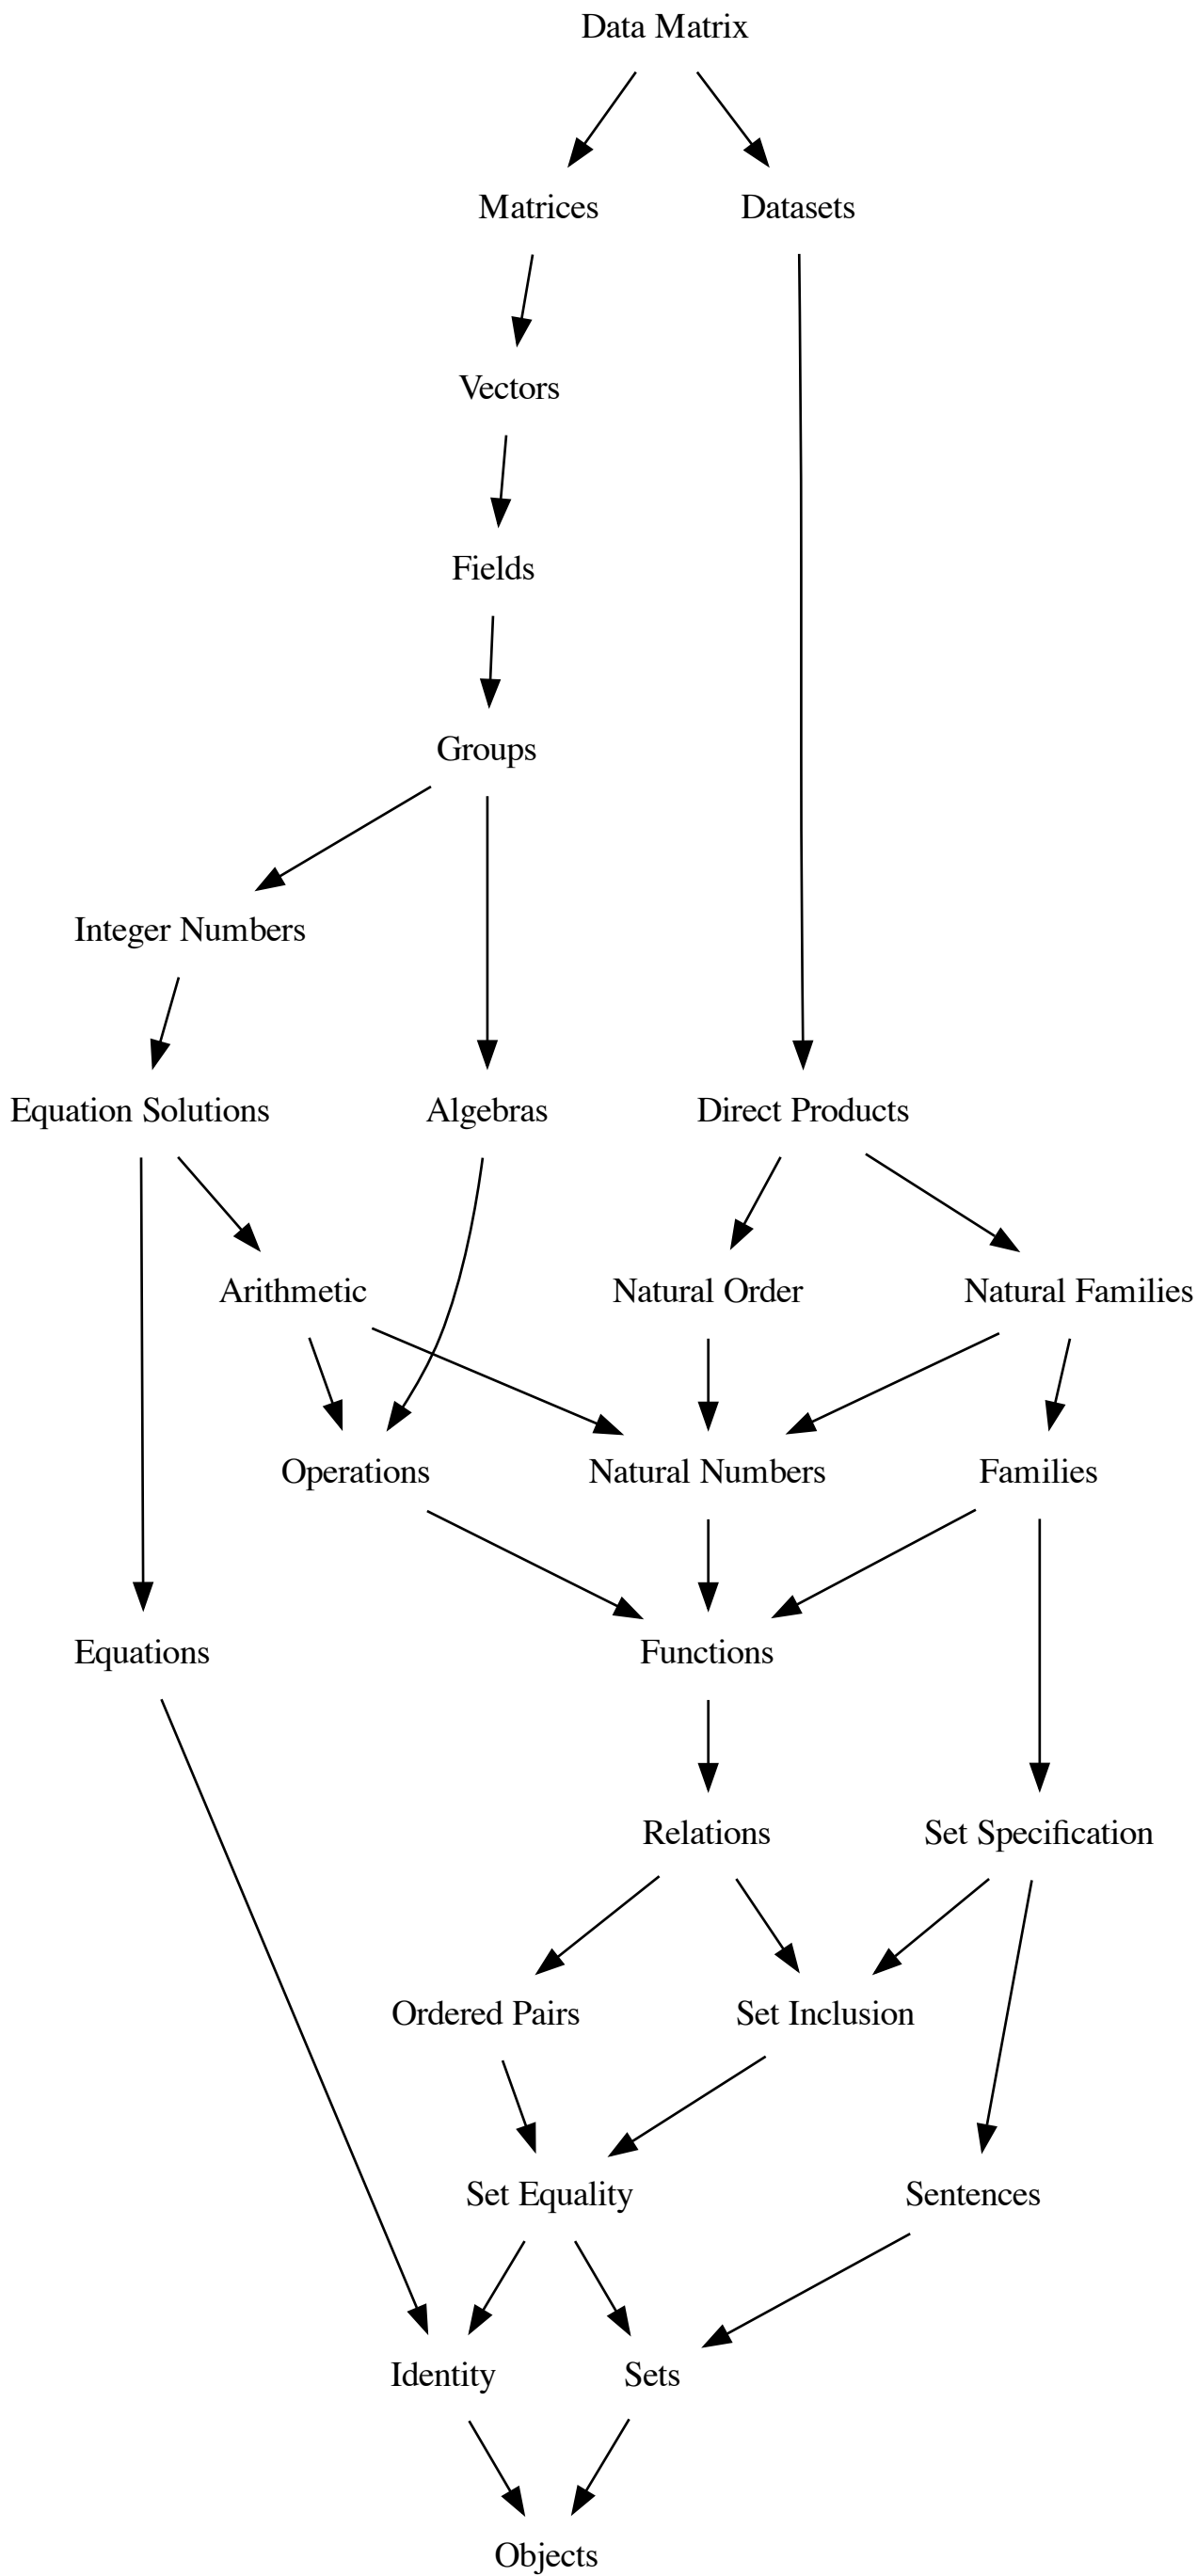 Data Matrix
Matrices
Datasets
Vectors
Fields
Groups
Integer Numbers
Equation Solutions
Algebras
Direct Products
Arithmetic
Natural Order
Natural Families
Operations
Natural Numbers
Families
Equations
Functions
Relations
Set Specification
Ordered Pairs
Set Inclusion
Set Equality
Sentences
Identity
Sets
Objects